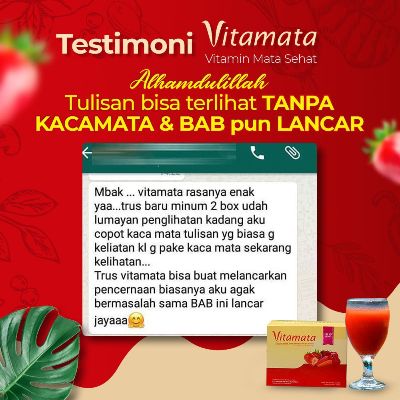 Testimoni Vitamata
Vitamin Mata Sehat
Alhamdulillah
Tulisan bisa terlihat TANPA
KACAMATA & BAB pun LANCAR
Mbak ... vitamata rasanya enak
yaa...trus baru minum 2 box udah
lumayan penglihatan kadang aku
copot kaca mata tulisan yg biasa g
keliatan kl g pake kaca mata sekarang
kelihatan...
Trus vitamata bisa buat melancarkan
pencernaan biasanya aku agak
bermasalah sama BAB ini lancar
jayaaa🤗
Vitamata